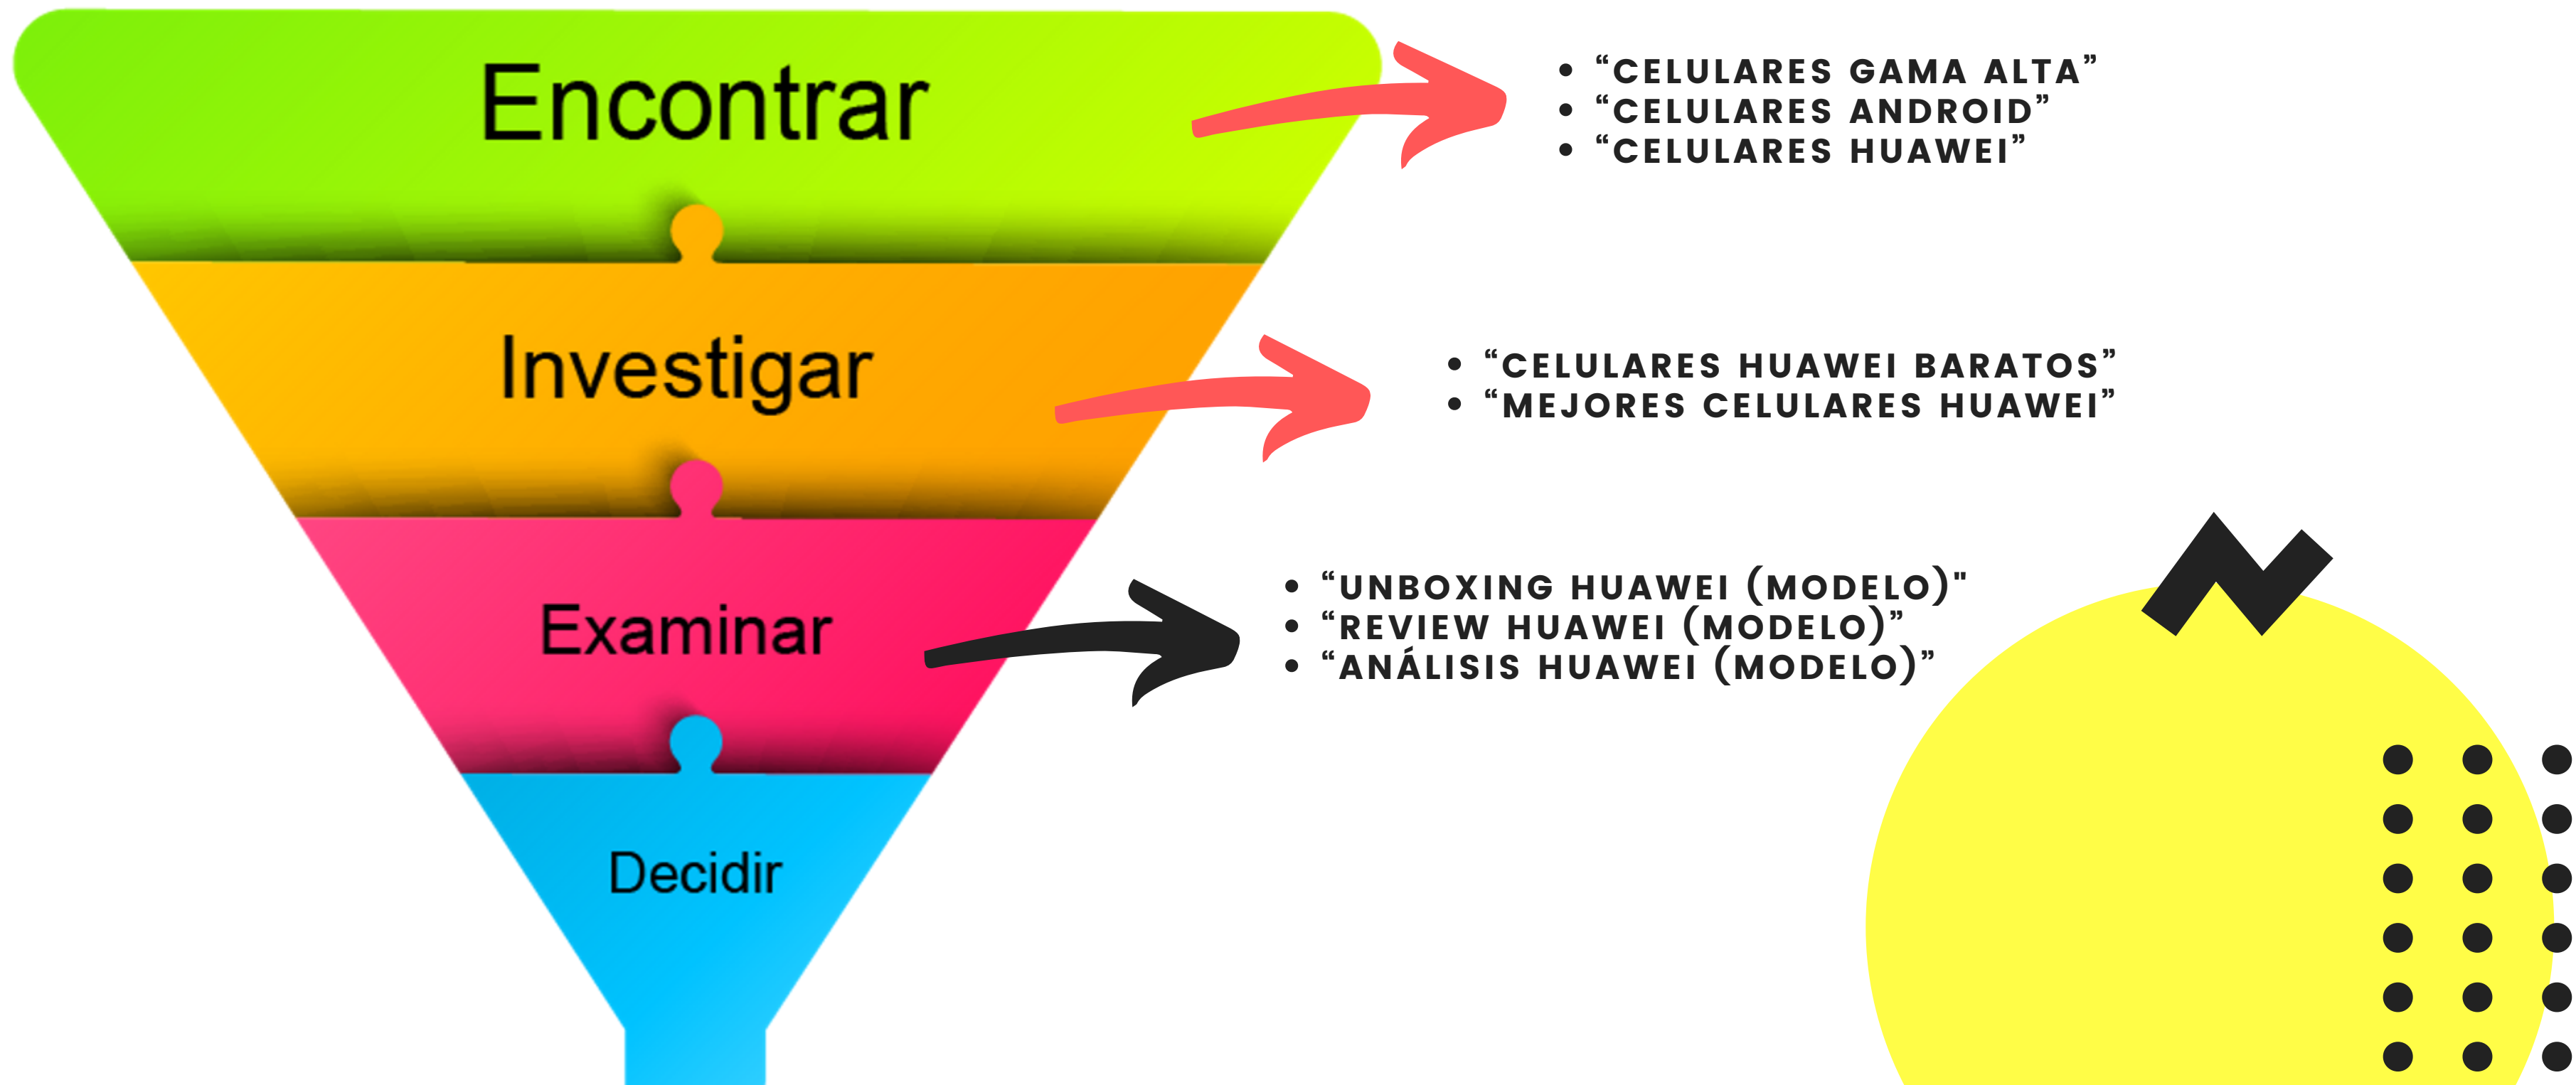 Encontrar
• “CELULARES GAMA ALTA”
• “CELULARES ANDROID”
• “CELULARES HUAWEI”
Investigar
• “CELULARES HUAWEI BARATOS”
• “MEJORES CELULARES HUAWEI”
Examinar
• “UNBOXING HUAWEI (MODELO)"
• “REVIEW HUAWEI (MODELO)”
• “ANÁLISIS HUAWEI (MODELO)”
Decidir